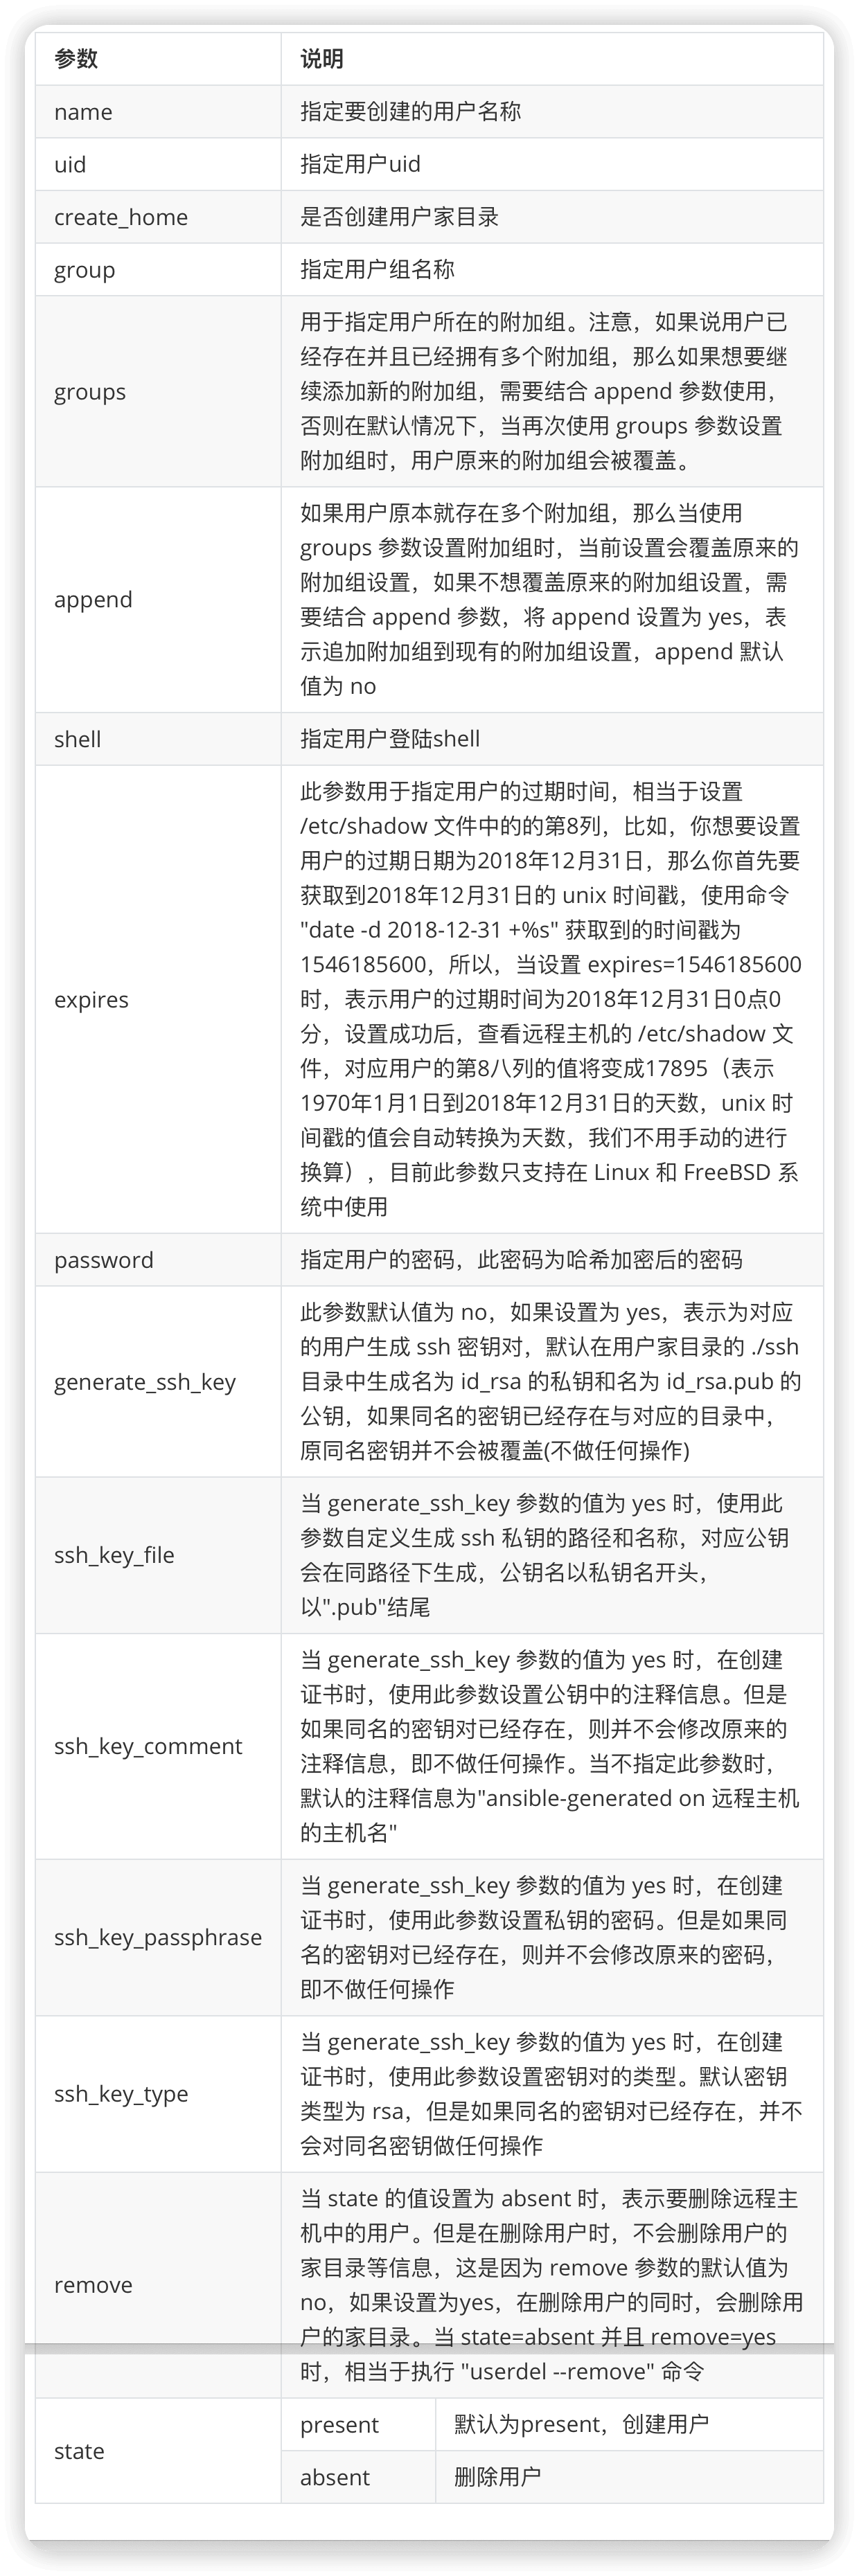 参数 说明
name 指定要创建的用户名称
uid 指定用户uid
create_home 是否创建用户家目录
group 指定用户组名称
groups
用于指定用户所在的附加组。注意，如果说用户已
经存在并且已经拥有多个附加组，那么如果想要继
续添加新的附加组，需要结合 append 参数使用，
否则在默认情况下，当再次使用 groups 参数设置
附加组时，用户原来的附加组会被覆盖。
append
如果用户原本就存在多个附加组，那么当使用
groups 参数设置附加组时，当前设置会覆盖原来的
附加组设置，如果不想覆盖原来的附加组设置，需
要结合 append 参数，将 append 设置为 yes，表
示追加附加组到现有的附加组设置，append 默认
值为 no
shell 指定用户登陆shell
expires
此参数用于指定用户的过期时间，相当于设置
/etc/shadow 文件中的的第8列，比如，你想要设置
用户的过期日期为2018年12月31日，那么你首先要
获取到2018年12月31日的 unix 时间戳，使用命令
"date -d 2018-12-31 +%s" 获取到的时间戳为
1546185600，所以，当设置 expires=1546185600
时，表示用户的过期时间为2018年12月31日0点0
分，设置成功后，查看远程主机的 /etc/shadow 文
件，对应用户的第8八列的值将变成17895（表示
1970年1月1日到2018年12月31日的天数，unix 时
间戳的值会自动转换为天数，我们不用手动的进行
换算），目前此参数只支持在 Linux 和 FreeBSD 系
统中使用
password 指定用户的密码，此密码为哈希加密后的密码
generate_ssh_key
此参数默认值为 no，如果设置为 yes，表示为对应
的用户生成 ssh 密钥对，默认在用户家目录的 ./ssh
目录中生成名为 id_rsa 的私钥和名为 id_rsa.pub 的
公钥，如果同名的密钥已经存在与对应的目录中，
原同名密钥并不会被覆盖(不做任何操作)
ssh_key_file
当 generate_ssh_key 参数的值为 yes 时，使用此
参数自定义生成 ssh 私钥的路径和名称，对应公钥
会在同路径下生成，公钥名以私钥名开头，
以".pub"结尾
ssh_key_comment
当 generate_ssh_key 参数的值为 yes 时，在创建
证书时，使用此参数设置公钥中的注释信息。但是
如果同名的密钥对已经存在，则并不会修改原来的
注释信息，即不做任何操作。当不指定此参数时，
默认的注释信息为"ansible-generated on 远程主机
的主机名"
ssh_key_passphrase
当 generate_ssh_key 参数的值为 yes 时，在创建
证书时，使用此参数设置私钥的密码。但是如果同
名的密钥对已经存在，则并不会修改原来的密码，
即不做任何操作
ssh_key_type
当 generate_ssh_key 参数的值为 yes 时，在创建
证书时，使用此参数设置密钥对的类型。默认密钥
类型为 rsa，但是如果同名的密钥对已经存在，并不
会对同名密钥做任何操作
remove
当 state 的值设置为 absent 时，表示要删除远程主
机中的用户。但是在删除用户时，不会删除用户的
家目录等信息，这是因为 remove 参数的默认值为
no，如果设置为yes，在删除用户的同时，会删除用
户的家目录。当 state=absent 并且 remove=yes
时，相当于执行 "userdel --remove" 命令
state
present 默认为present，创建用户
absent 删除用户